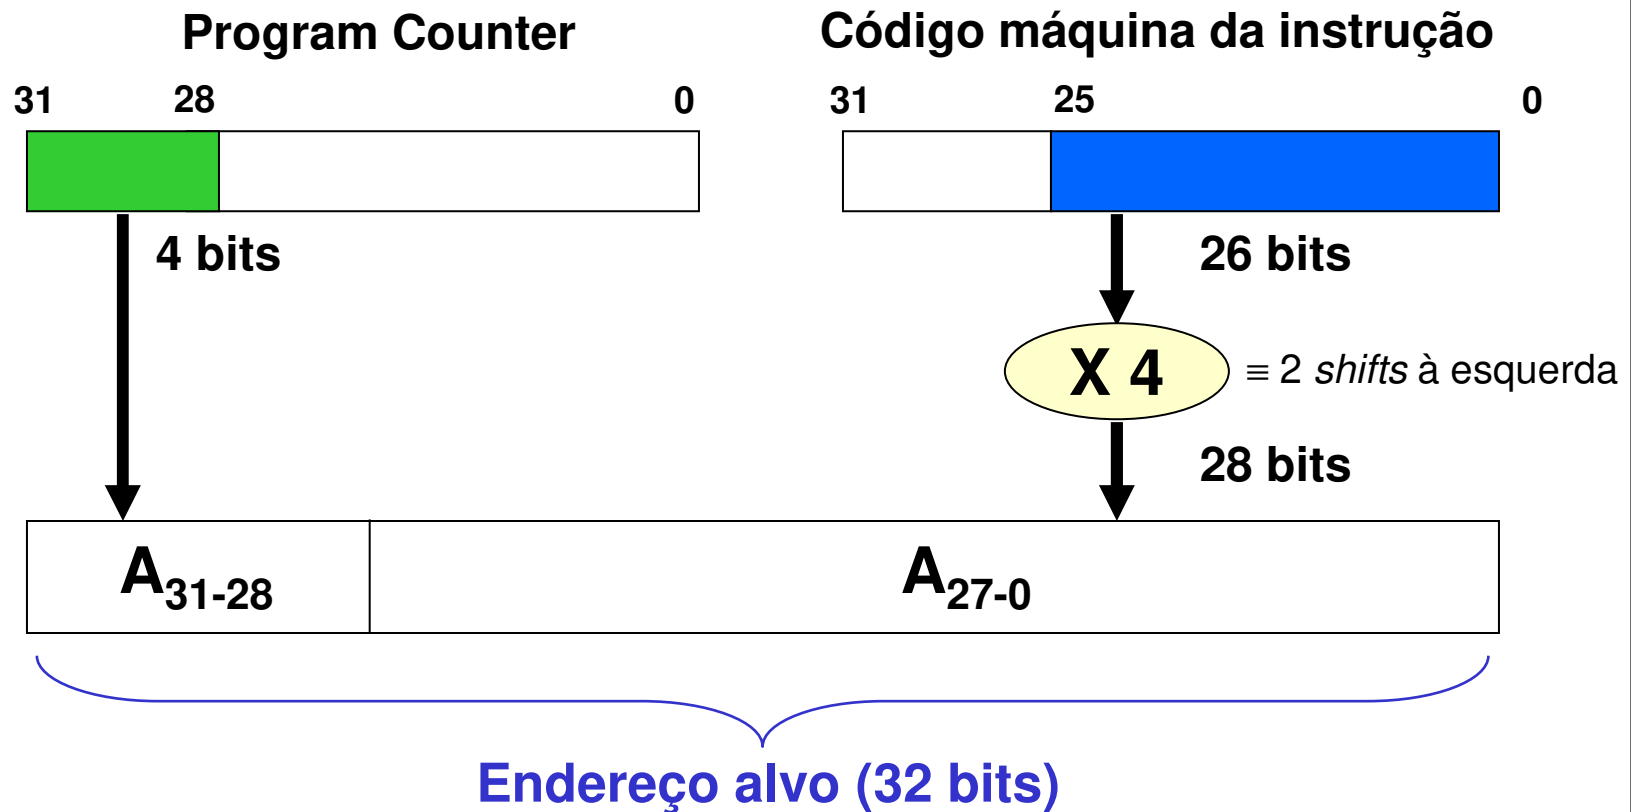 Program Counter
Código máquina da instrução
31 28 0
31 25 0
4 bits
26 bits
X 4
≡ 2 shifts à esquerda
28 bits
A31-28
A27-0
Endereço alvo (32 bits)